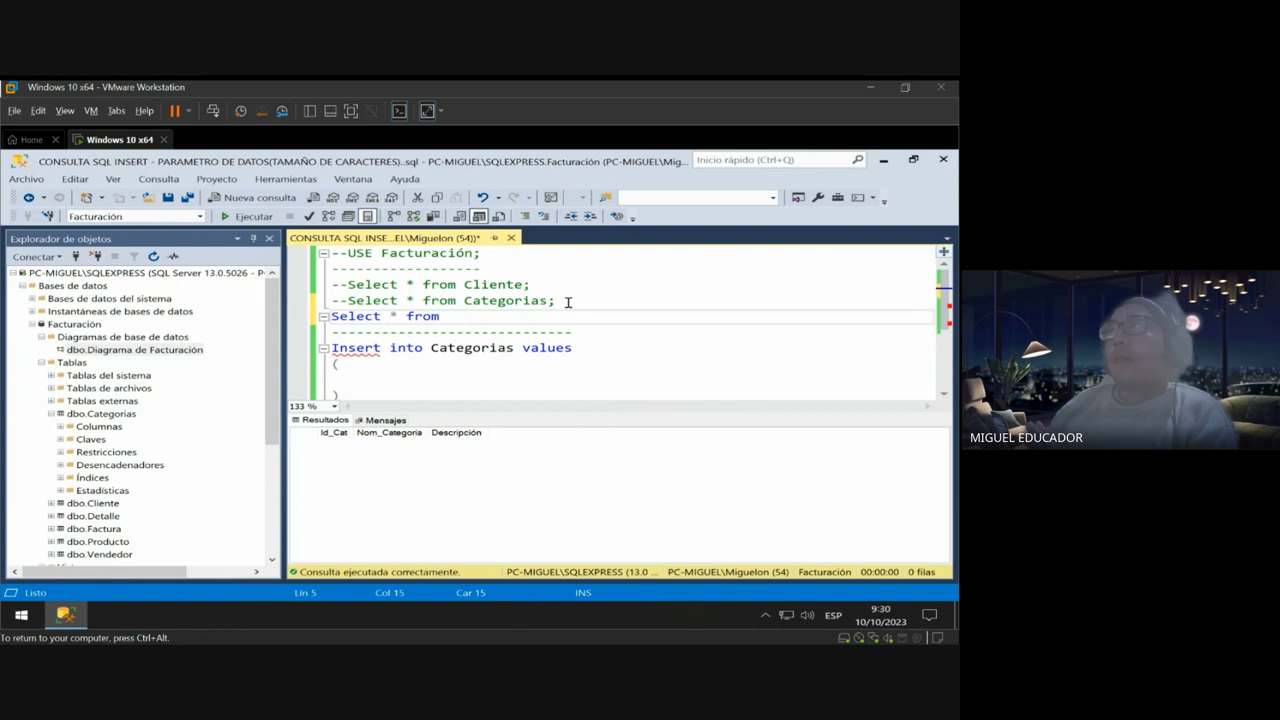 Windows 10 x64 - VMware Workstation
File Edit View VM Tabs Help
Home Windows 10 x64
CONSULTA SQL INSERT - PARAMETRO DE DATOS(TAMAÑO DE CARACTERES)..sql - PC-MIGUEL\SQLEXPRESS.Facturación (PC-MIGUEL\Mig... Inicio rápido (Ctrl+Q)
Archivo Editar Ver Consulta Proyecto Herramientas Ventana Ayuda
Nueva consulta
Facturación Ejecutar
Explorador de objetos
Conectar
PC-MIGUEL\SQLEXPRESS (SQL Server 13.0.5026 - P
Bases de datos
Bases de datos del sistema
Instantáneas de bases de datos
Facturación
Diagramas de base de datos
dbo.Diagrama de Facturación
Tablas
Tablas del sistema
Tablas de archivos
Tablas externas
dbo.Categorias
Columnas
Claves
Restricciones
Desencadenadores
Índices
Estadísticas
dbo.Cliente
dbo.Detalle
dbo.Factura
dbo.Producto
dbo.Vendedor
CONSULTA SQL INSE...EL\Miguelon (54))*
--USE Facturación;
------------------
--Select * from Cliente;
--Select * from Categorias;
Select * from
-----------------------------
Insert into Categorias values
(
)
133 %
Resultados Mensajes
Id_Cat Nom_Categoria Descripción
Consulta ejecutada correctamente. PC-MIGUEL\SQLEXPRESS (13.0 ... PC-MIGUEL\Miguelon (54) Facturación 00:00:00 0 filas
Listo Lín 5 Col 15 Car 15 INS
ESP 9:30
10/10/2023
To return to your computer, press Ctrl+Alt.
MIGUEL EDUCADOR